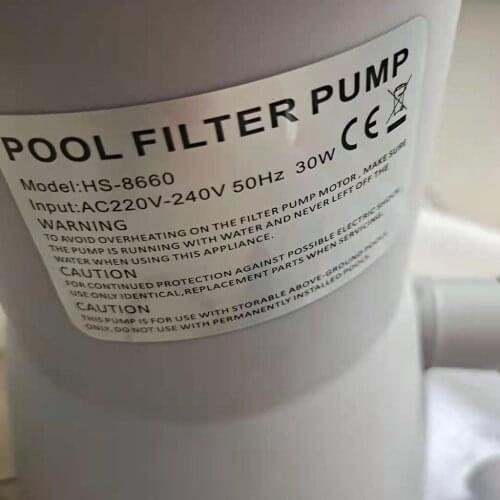 POOL FILTER PUMP
Model:HS-8660
Input:AC220V-240V 50Hz 30W CE
WARNING
TO AVOID OVERHEATING ON THE FILTER PUMP MOTOR, MAKE SURE
THE PUMP IS RUNNING WITH WATER AND NEVER LEFT OFF THE
WATER WHEN USING THIS APPLIANCE.
CAUTION
FOR CONTINUED PROTECTION AGAINST POSSIBLE ELECTRIC SHOCK,
USE ONLY IDENTICAL,REPLACEMENT PARTS WHEN SERVICING.
CAUTION
THIS PUMP IS FOR USE WITH STORABLE ABOVE-GROUND POOLS
ONLY, DO NOT USE WITH PERMANENTLY INSTALLED POOLS.